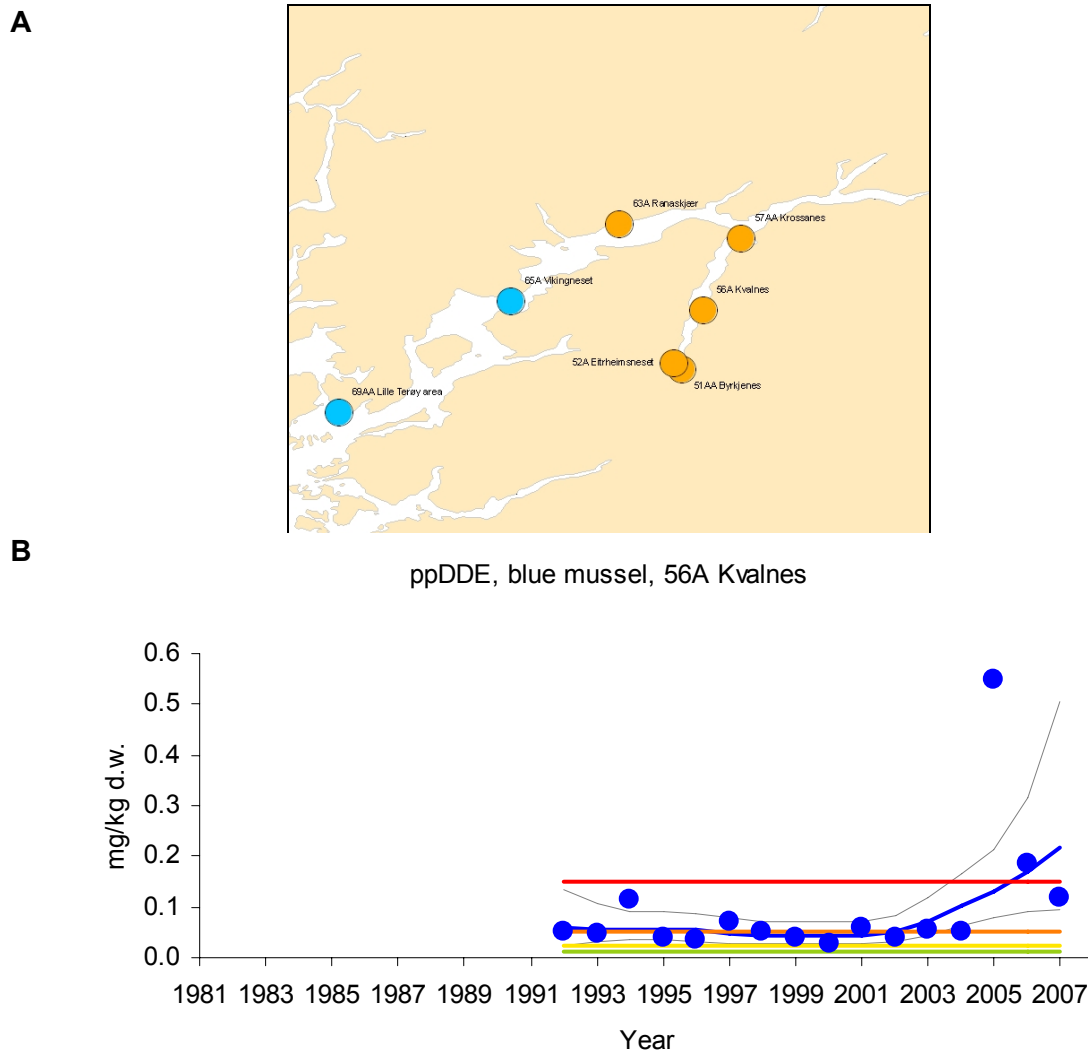 A
63A Ranaskjær
57AA Krossanes
65A Vikingneset
56A Kvalnes
52A Eitrheimsneset
51AA Byrkjenes
69AA Lille Terøy area
B
ppDDE, blue mussel, 56A Kvalnes
0.6
0.5
0.4
0.3
0.2
0.1
0.0
mg/kg d.w.
1981 1983 1985 1987 1989 1991 1993 1995 1997 1999 2001 2003 2005 2007
Year